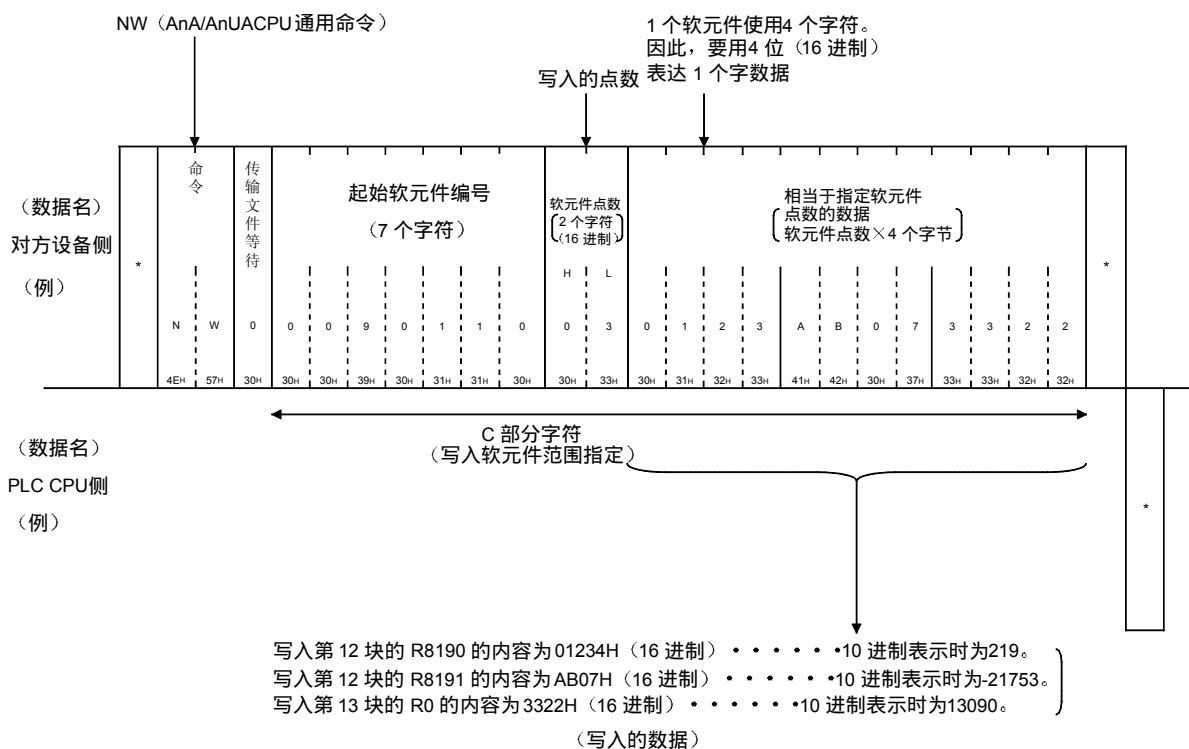 NW（AnA/AnUACPU 通用命令）
1 个软元件使用4 个字符。
因此，要用4 位（16 进制）
表达 1 个字数据
写入的点数
（数据名）
对方设备侧
（例）
*
命令
传输文件等待
起始软元件编号
（7 个字符）
软元件点数
2 个字符
（16 进制）
相当于指定软元件
点数的数据
软元件点数×4 个字节
*
H L
N W 0 0 0 9 0 1 1 0 0 3 0 1 2 3 A B 0 7 3 3 2 2
4EH 57H 30H 30H 30H 39H 30H 31H 31H 30H 30H 33H 30H 31H 32H 33H 41H 42H 30H 37H 33H 33H 32H 32H
C 部分字符
（写入软元件范围指定）
（数据名）
PLC CPU侧
（例）
*
写入第 12 块的 R8190 的内容为01234H（16 进制）・・・・・・10 进制表示时为219。
写入第 12 块的 R8191 的内容为AB07H（16 进制）・・・・・・10 进制表示时为-21753。
写入第 13 块的 R0 的内容为3322H（16 进制）・・・・・・10 进制表示时为13090。
（写入的数据）